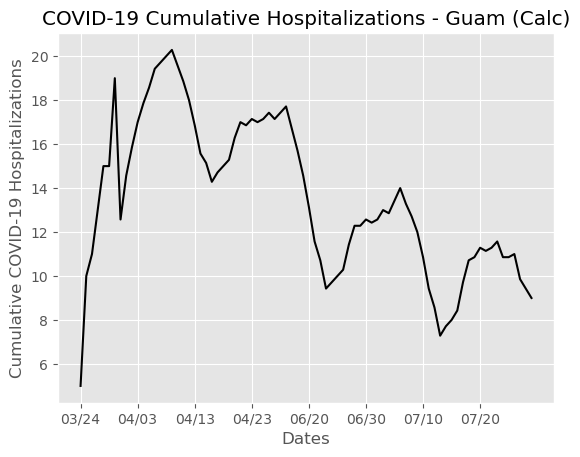 COVID-19 Cumulative Hospitalizations - Guam (Calc)
Cumulative COVID-19 Hospitalizations
20
18
16
14
12
10
8
6
03/24 04/03 04/13 04/23 06/20 06/30 07/10 07/20
Dates